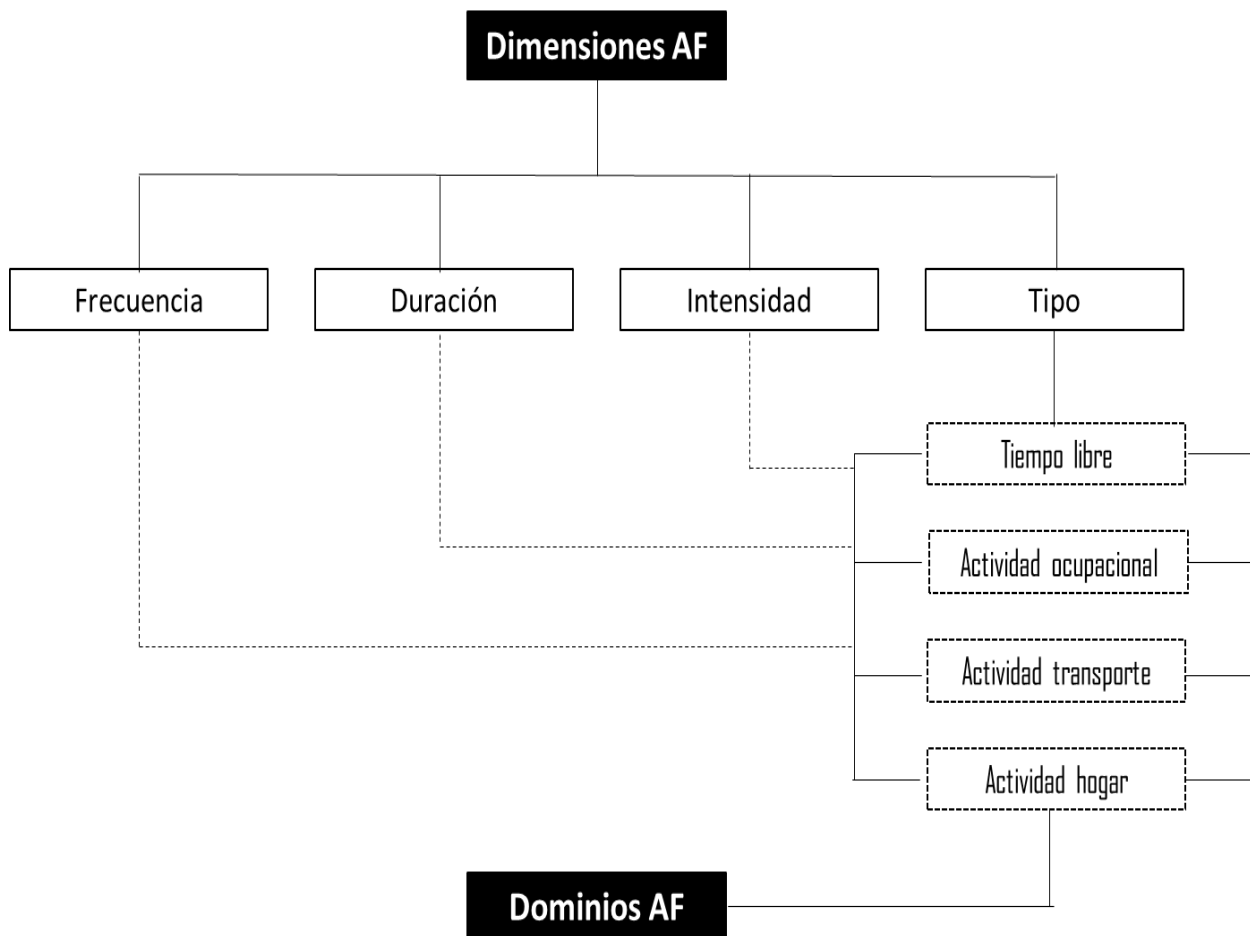 Dimensiones AF
Frecuencia
Duración
Intensidad
Tipo
Tiempo libre
Actividad ocupacional
Actividad transporte
Actividad hogar
Dominios AF